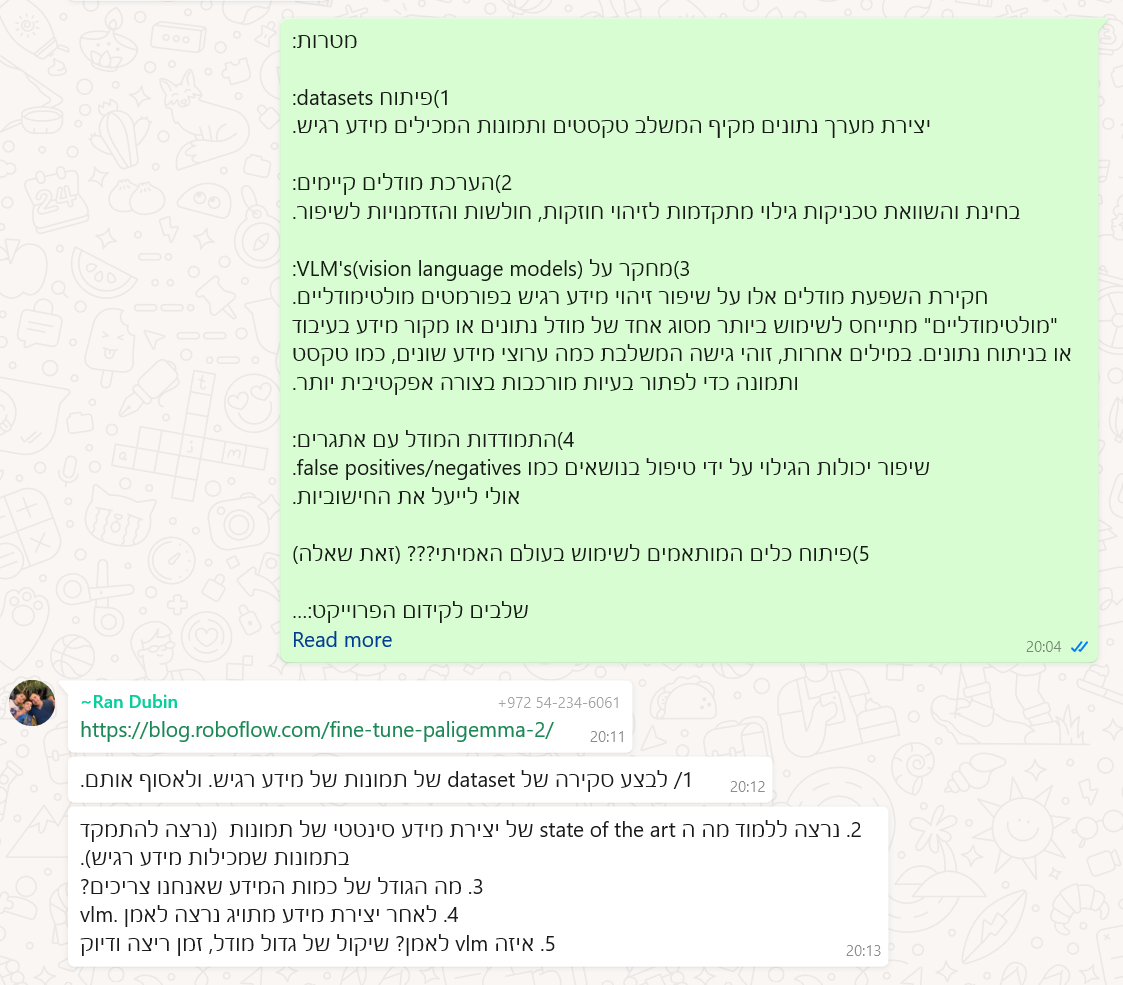 מטרות:
1)פיתוח datasets:
יצירת מערך נתונים מקיף המשלב טקסטים ותמונות המכילים מידע רגיש.
2)הערכת מודלים קיימים:
בחינת והשוואת טכניקות גילוי מתקדמות לזיהוי חוזקות, חולשות והזדמנויות לשיפור.
3)מחקר על VLM's(vision language models):
חקירת השפעת מודלים אלו על שיפור זיהוי מידע רגיש בפורמטים מולטימודליים.
"מולטימודליים" מתייחס לשימוש ביותר מסוג אחד של מודל נתונים או מקור מידע בעיבוד
או בניתוח נתונים. במילים אחרות, זוהי גישה המשלבת כמה ערוצי מידע שונים, כמו טקסט
ותמונה כדי לפתור בעיות מורכבות בצורה אפקטיבית יותר.
4)התמודדות המודל עם אתגרים:
שיפור יכולות הגילוי על ידי טיפול בנושאים כמו false positives/negatives.
אולי לייעל את החישוביות.
5)פיתוח כלים המותאמים לשימוש בעולם האמיתי??? (זאת שאלה)
שלבים לקידום הפרוייקט:...
Read more
20:04
~Ran Dubin +972 54-234-6061
https://blog.roboflow.com/fine-tune-paligemma-2/
20:11
1/ לבצע סקירה של dataset של תמונות של מידע רגיש. ולאסוף אותם.
20:12
2. נרצה ללמוד מה ה state of the art של יצירת מידע סינטטי של תמונות (נרצה להתמקד
בתמונות שמכילות מידע רגיש).
3. מה הגודל של כמות המידע שאנחנו צריכים?
4. לאחר יצירת מידע מתויג נרצה לאמן vlm.
5. איזה vlm לאמן? שיקול של גדול מודל, זמן ריצה ודיוק
20:13